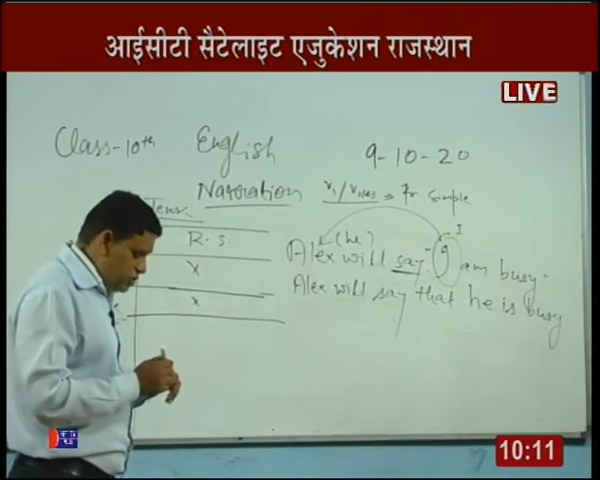 आईसीटी सैटेलाइट एजुकेशन राजस्थान
LIVE
Class-10th English 9-10-20
Narration V1/Vses → Pr Simple
Tense
R.S. (he) I
x Alex will say "I am busy.
x Alex will say that he is busy
10:11